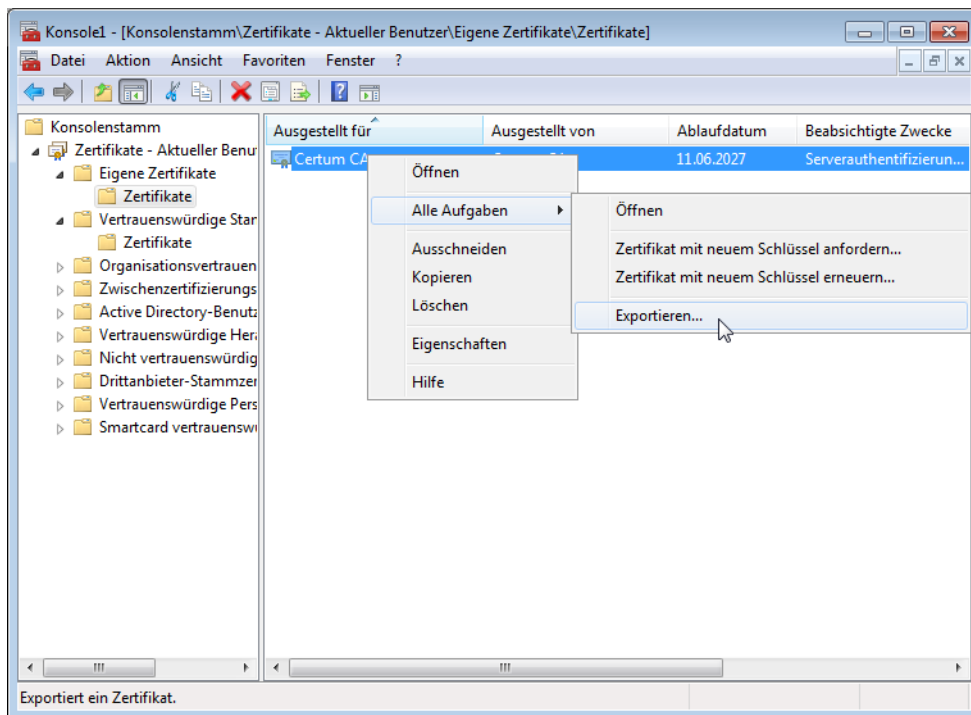 Konsole1 - [Konsolenstamm\Zertifikate - Aktueller Benutzer\Eigene Zertifikate\Zertifikate]
Datei Aktion Ansicht Favoriten Fenster ?
Konsolenstamm
Zertifikate - Aktueller Benu
Eigene Zertifikate
Zertifikate
Vertrauenswürdige Star
Zertifikate
Organisationsvertrauen
Zwischenzertifizierungs
Active Directory-Benutz
Vertrauenswürdige Hera
Nicht vertrauenswürdig
Drittanbieter-Stammzer
Vertrauenswürdige Pers
Smartcard vertrauensw
Ausgestellt für Ausgestellt von Ablaufdatum Beabsichtigte Zwecke
Certum CA 11.06.2027 Serverauthentifizierun...
Öffnen
Alle Aufgaben
Ausschneiden
Kopieren
Löschen
Eigenschaften
Hilfe
Öffnen
Zertifikat mit neuem Schlüssel anfordern...
Zertifikat mit neuem Schlüssel erneuern...
Exportieren...
Exportiert ein Zertifikat.